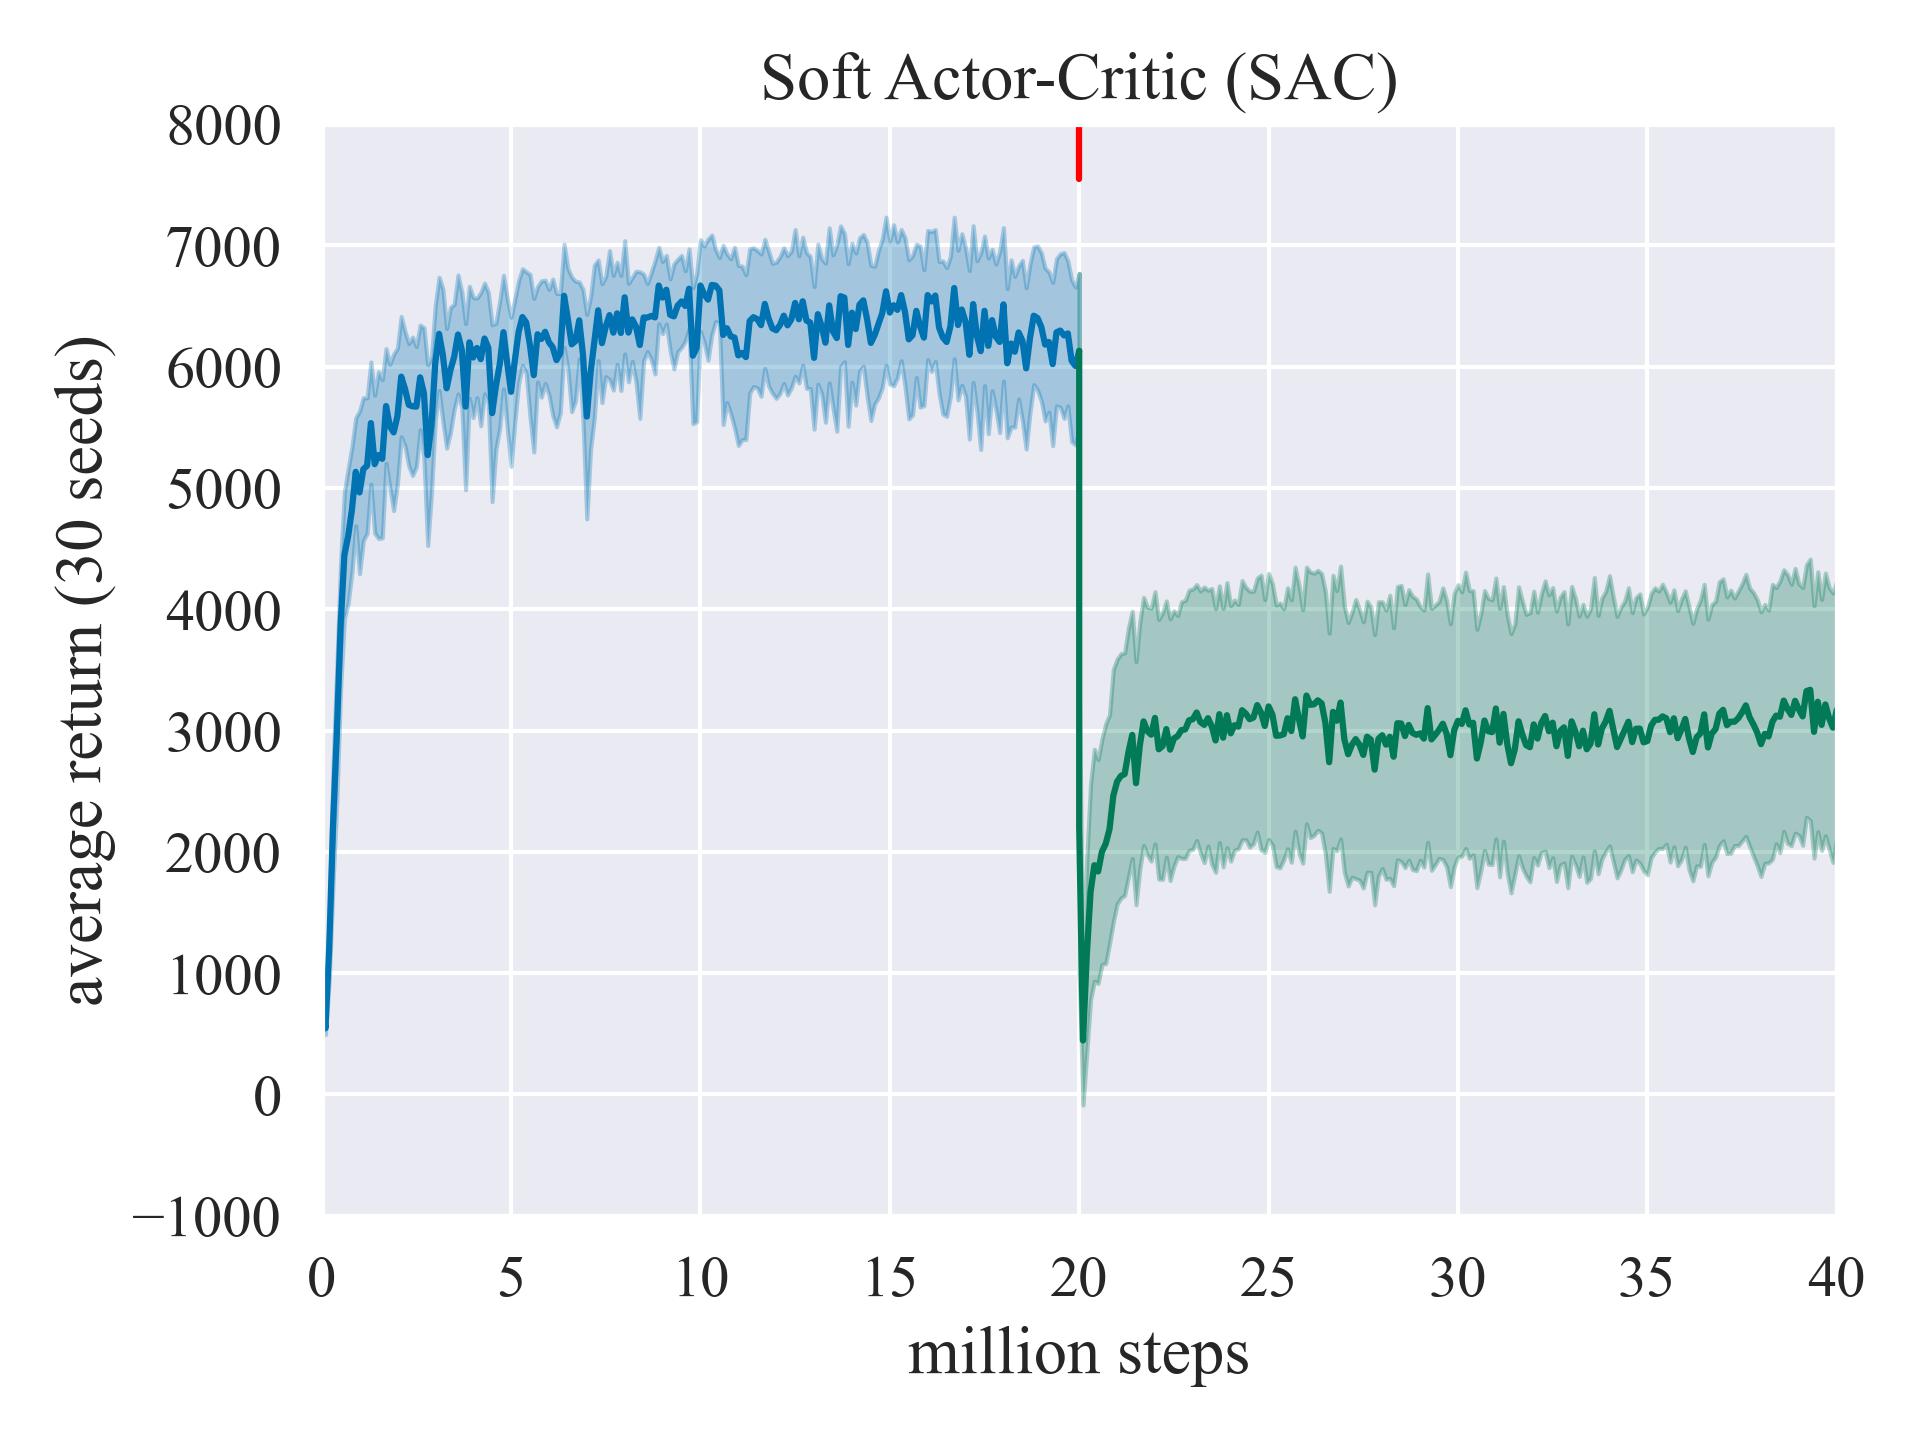 Soft Actor-Critic (SAC)
8000
7000
6000
5000
4000
3000
2000
1000
0
−1000
average return (30 seeds)
0 5 10 15 20 25 30 35 40
million steps